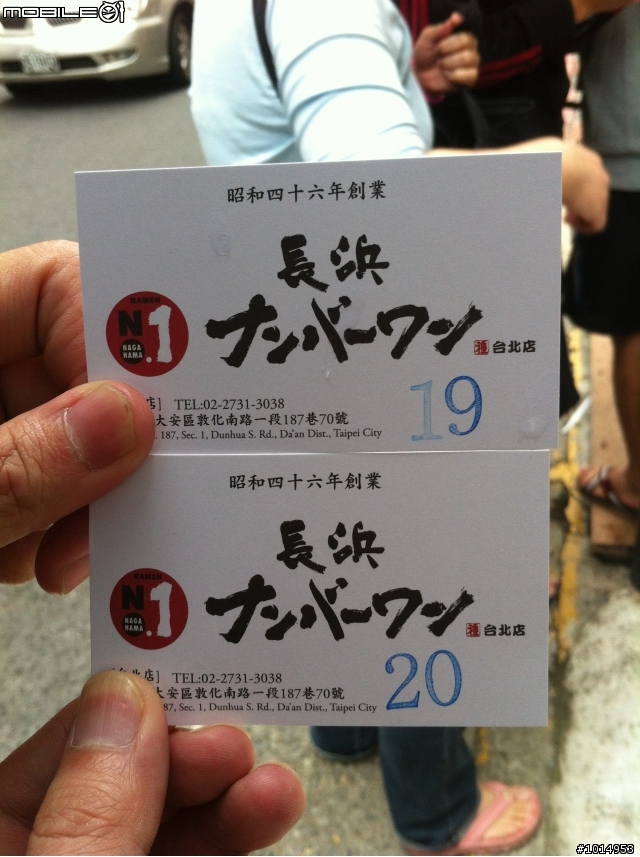 MOBILE01
昭和四十六年創業
長浜
ナンバーワン
RAMEN
N
NAGA
HAMA
.1
台北店
店] TEL:02-2731-3038
大安區敦化南路一段187巷70號
187, Sec. 1, Dunhua S. Rd., Da'an Dist., Taipei City
19
昭和四十六年創業
長浜
ナンバーワン
RAMEN
N
NAGA
HAMA
.1
台北店
台北店] TEL:02-2731-3038
大安區敦化南路一段187巷70號
187, Sec. 1, Dunhua S. Rd., Da'an Dist., Taipei City
20
#1014953